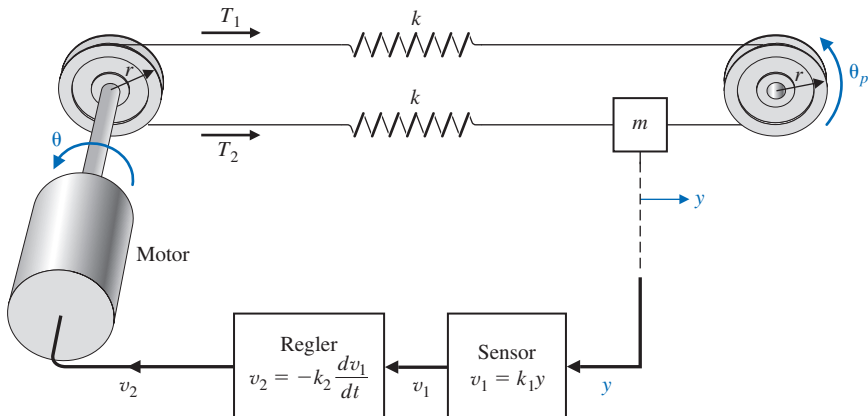 T₁
k
r
r
θₚ
k
m
θ
T₂
y
Motor
Regler
v₂ = −k₂ dv₁/dt
Sensor
v₁ = k₁y
v₂
v₁
y